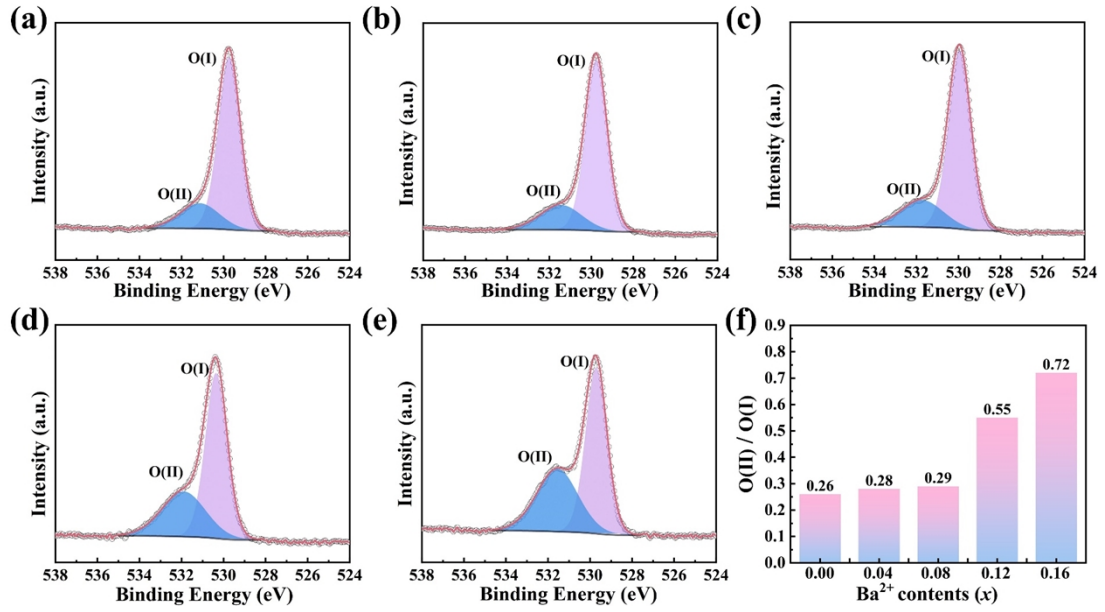 (a)
O(I)
O(II)
Intensity (a.u.)
538 536 534 532 530 528 526 524
Binding Energy (eV)
(b)
O(I)
O(II)
Intensity (a.u.)
538 536 534 532 530 528 526 524
Binding Energy (eV)
(c)
O(I)
O(II)
Intensity (a.u.)
538 536 534 532 530 528 526 524
Binding Energy (eV)
(d)
O(I)
O(II)
Intensity (a.u.)
538 536 534 532 530 528 526 524
Binding Energy (eV)
(e)
O(I)
O(II)
Intensity (a.u.)
538 536 534 532 530 528 526 524
Binding Energy (eV)
(f)
O(II) / O(I)
0.9
0.8
0.7
0.6
0.5
0.4
0.3
0.2
0.1
0.0
0.26 0.28 0.29 0.55 0.72
0.00 0.04 0.08 0.12 0.16
Ba²⁺ contents (x)